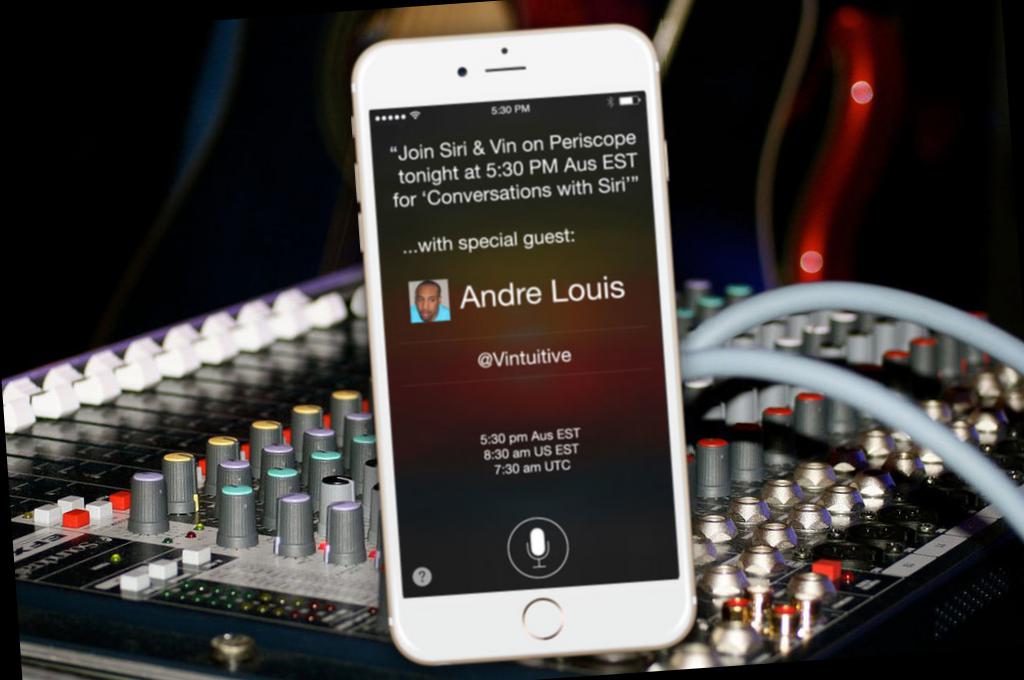 5:30 PM
“Join Siri & Vin on Periscope
tonight at 5:30 PM Aus EST
for ‘Conversations with Siri’”
...with special guest:
Andre Louis
@Vintuitive
5:30 pm Aus EST
8:30 am US EST
7:30 am UTC
?